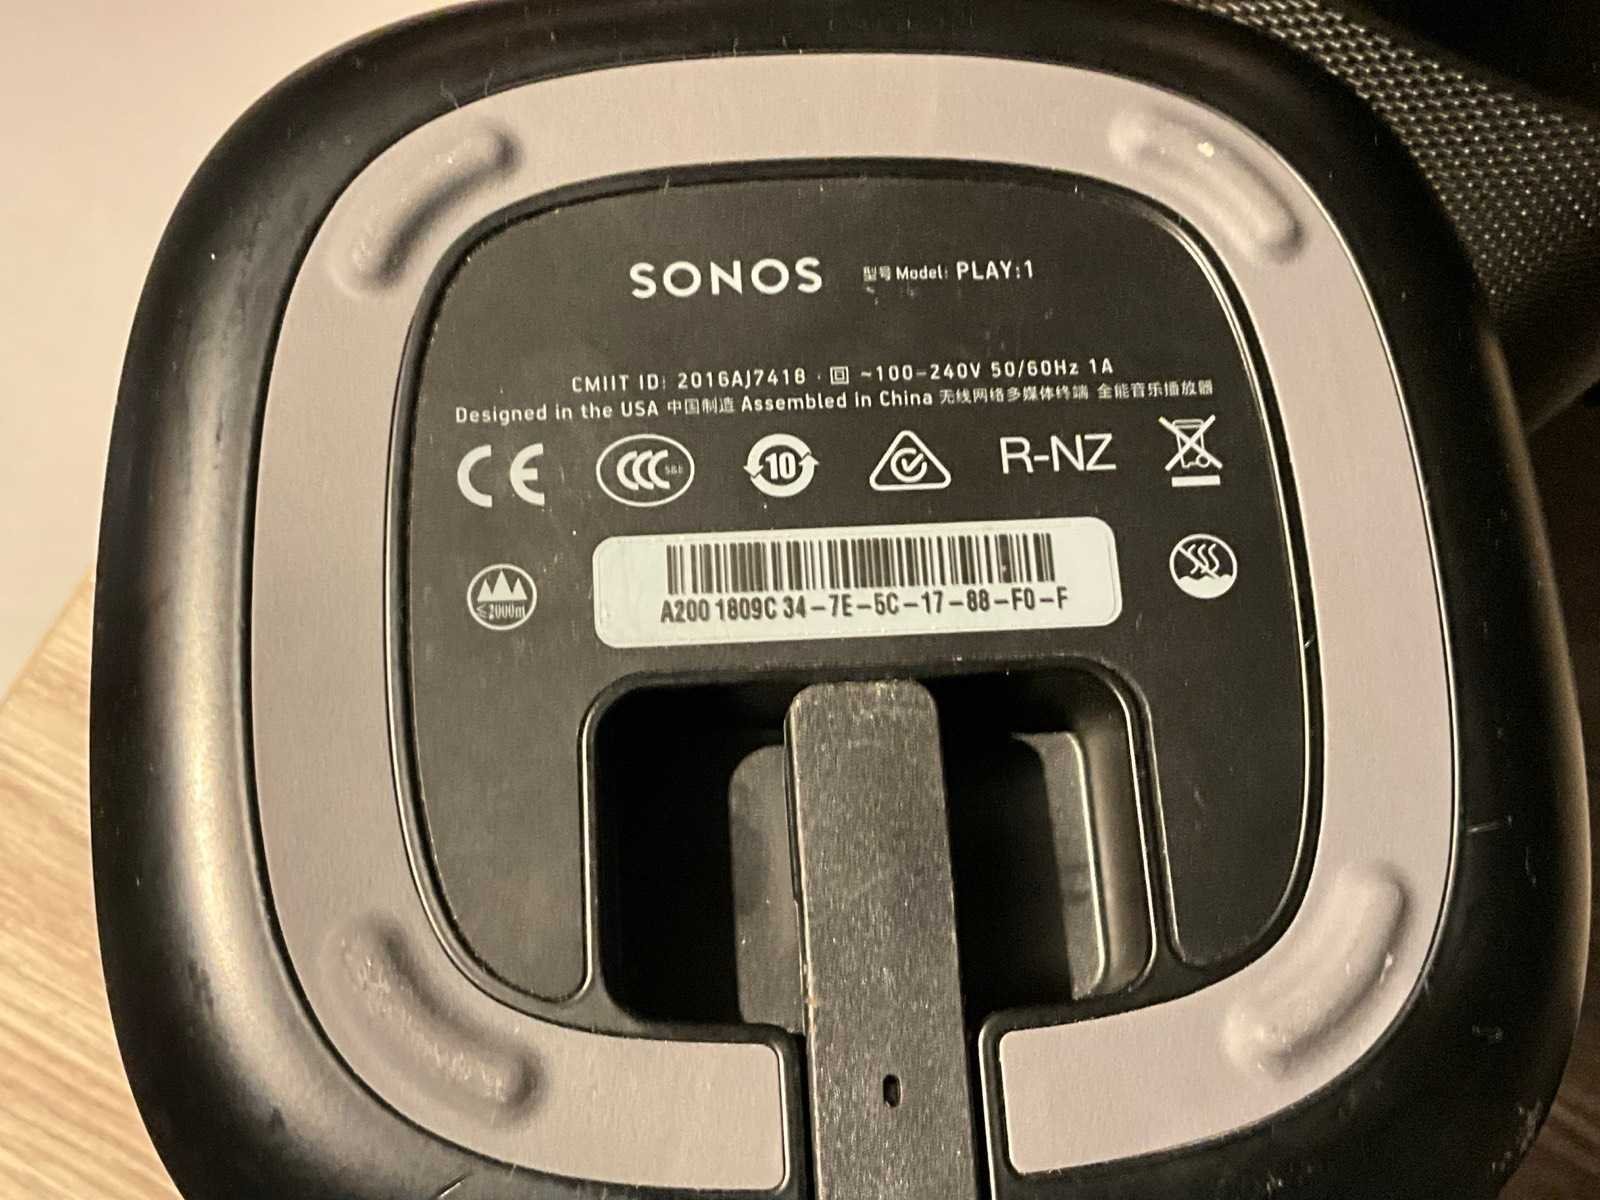 SONOS 型号 Model: PLAY:1
CMIIT ID: 2016AJ7418 · ~100-240V 50/60Hz 1A
Designed in the USA 中国制造 Assembled in China 无线网络多媒体终端 全能音乐播放器
CE CCC S&E 10 R-NZ
≤2000m
A200 1809C 34-7E-5C-17-88-F0-F